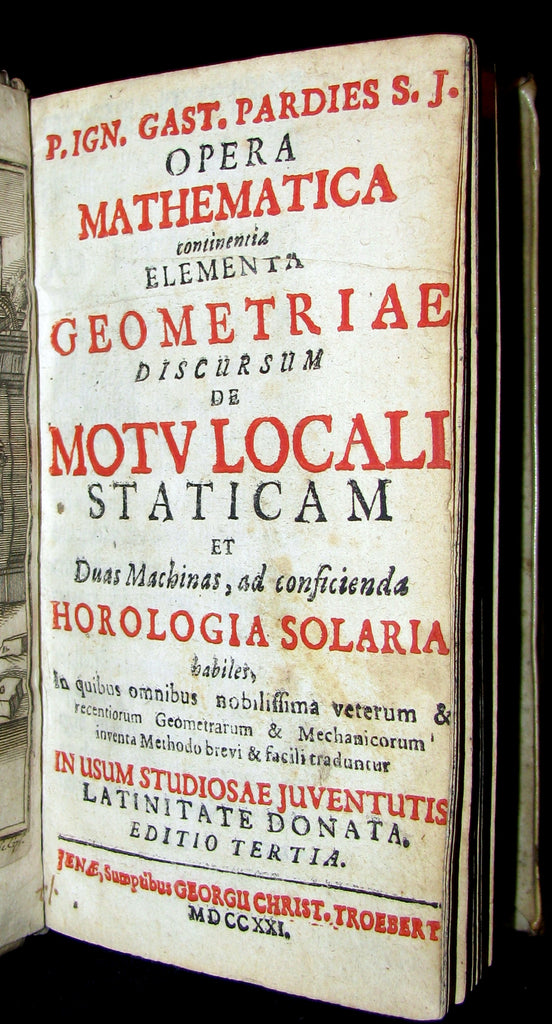 P. IGN. GAST. PARDIES S. J.
OPERA
MATHEMATICA
continentia
ELEMENTA
GEOMETRIAE
DISCURSUM
DE
MOTV LOCALI
STATICAM
ET
Duas Machinas, ad conficienda
HOROLOGIA SOLARIA
habiles,
In quibus omnibus nobilissima veterum &
recentiorum Geometrarum & Mechanicorum
inventa Methodo brevi & facili traduntur
IN USUM STUDIOSAE JUVENTUTIS
LATINITATE DONATA.
EDITIO TERTIA.
JENÆ, Sumptibus GEORGII CHRIST. TROEBERT
MDCCXXI.